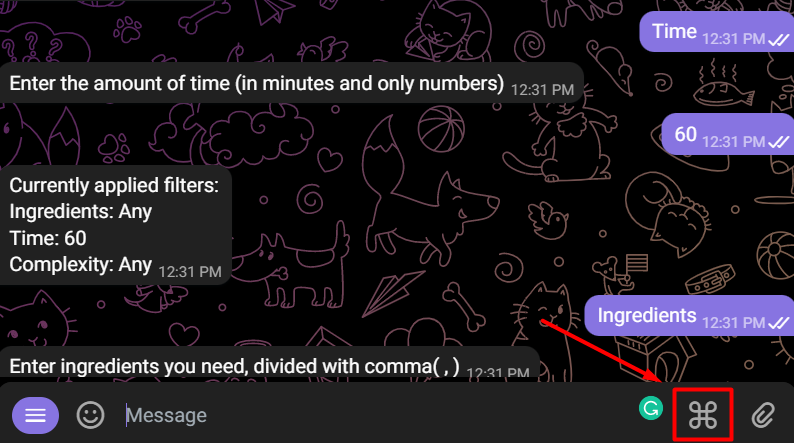 Time 12:31 PM
Enter the amount of time (in minutes and only numbers) 12:31 PM
60 12:31 PM
Currently applied filters:
Ingredients: Any
Time: 60
Complexity: Any 12:31 PM
Ingredients 12:31 PM
Enter ingredients you need, divided with comma( , ) 12:31 PM
Message